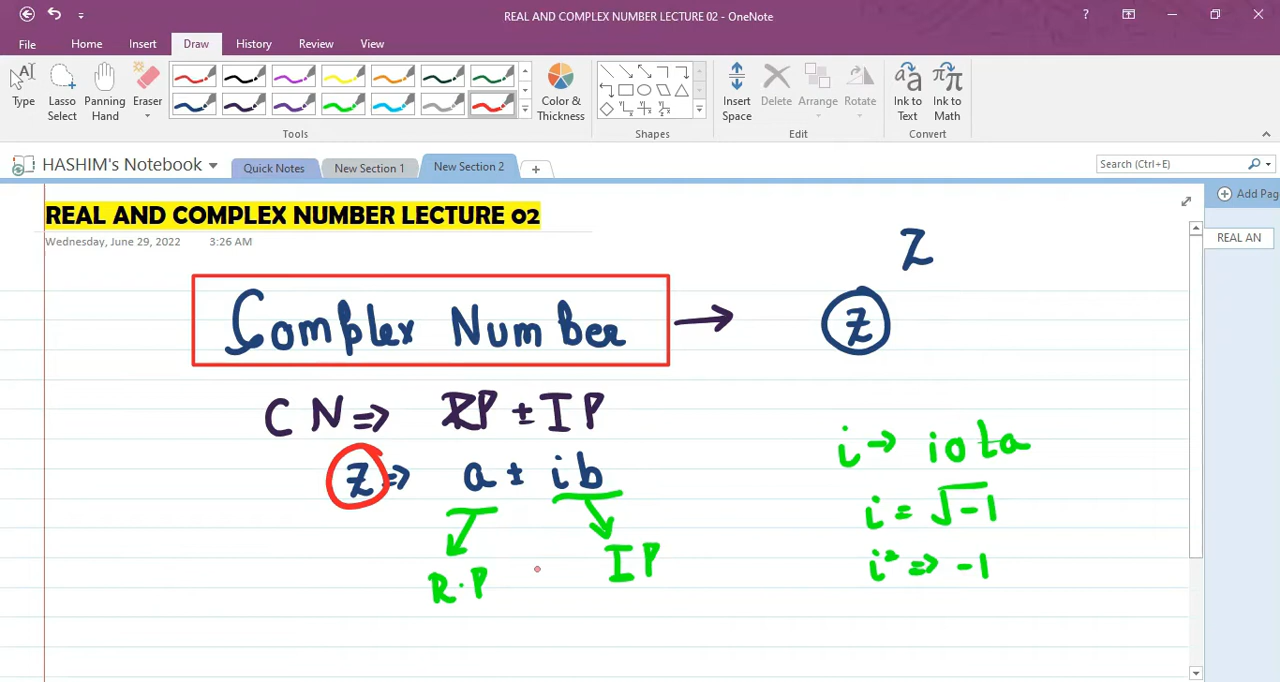 REAL AND COMPLEX NUMBER LECTURE 02 - OneNote
?
File Home Insert Draw History Review View
Type
Lasso Select
Panning Hand
Eraser
Color & Thickness
Insert Space
Delete
Arrange
Rotate
Ink to Text
Ink to Math
Tools
Shapes
Edit
Convert
HASHIM's Notebook
Quick Notes
New Section 1
New Section 2
Search (Ctrl+E)
REAL AND COMPLEX NUMBER LECTURE 02
Wednesday, June 29, 2022 3:26 AM
Add Pag
REAL AN
Z
Complex Number → Z
CN ⇒ RP ± IP
Z ⇒ a ± ib
R.P
IP
i → iota
i = √-1
i² ⇒ -1